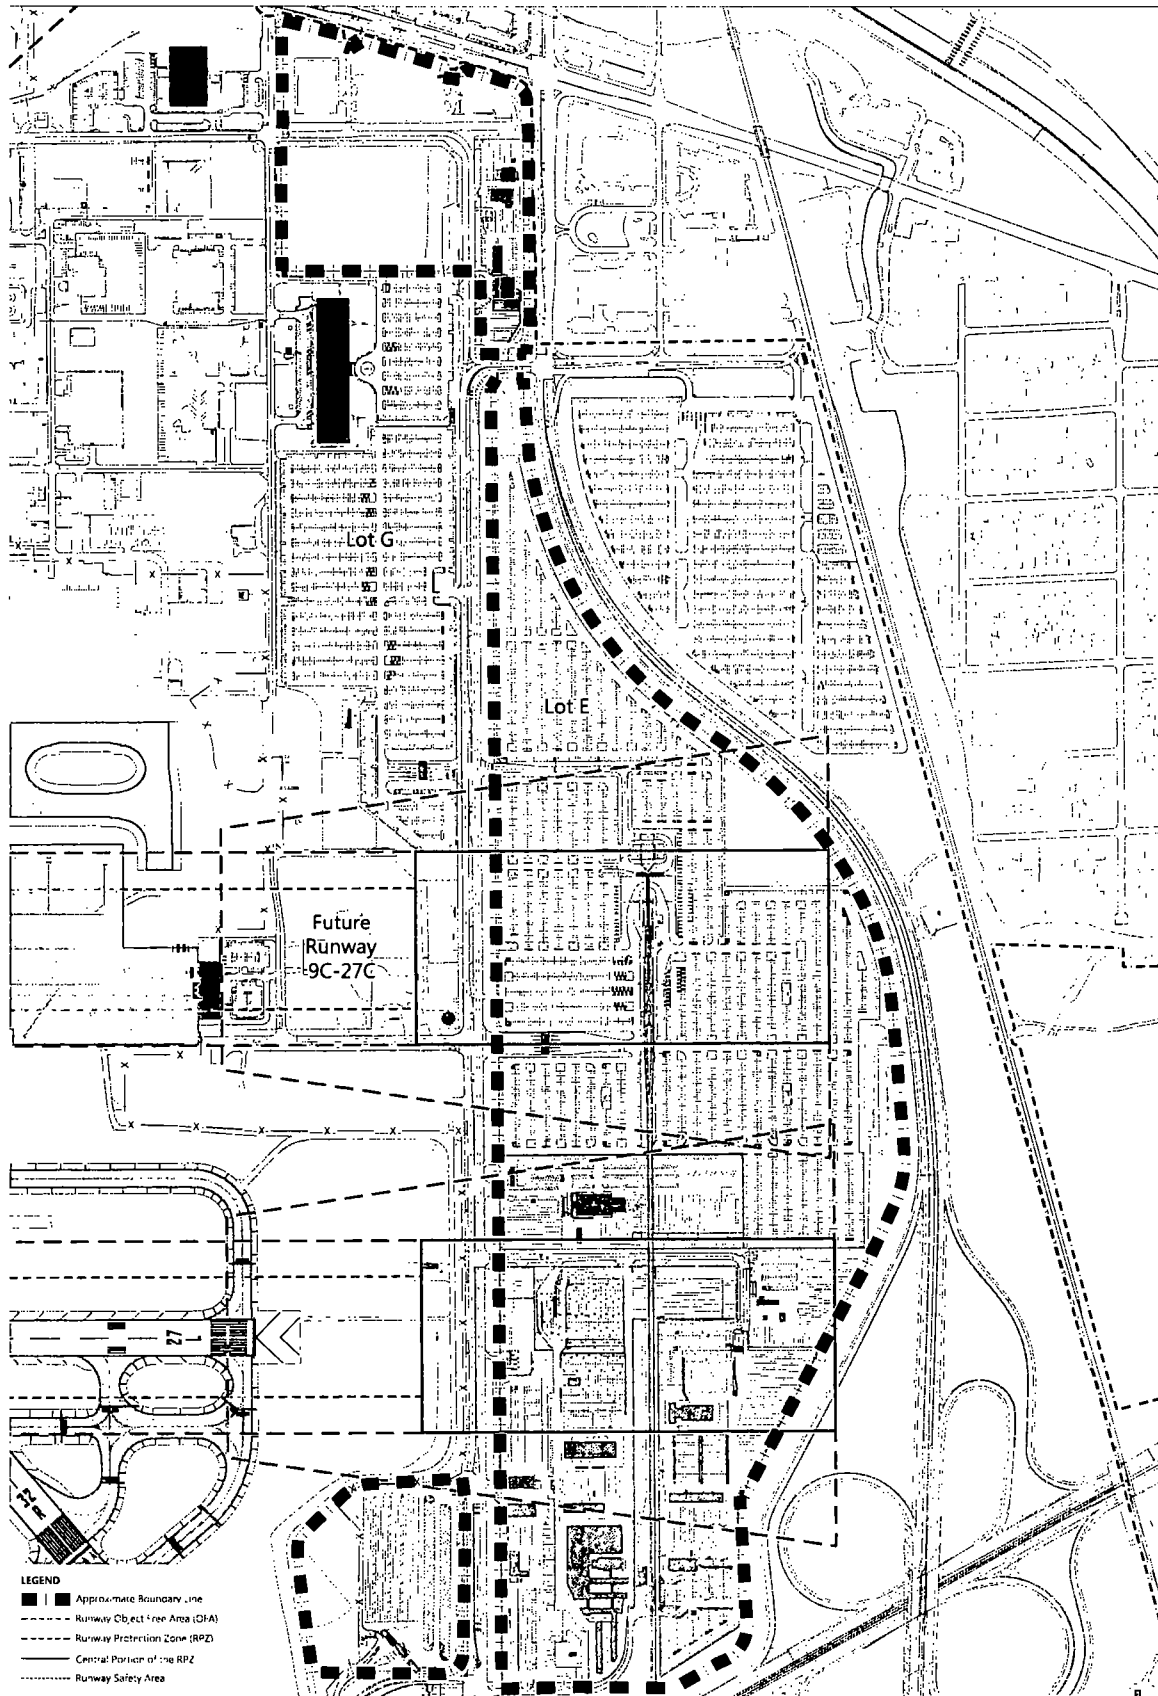 Lot G
Lot E
Future
Runway
9C-27C
27
LEGEND
Approximate Boundary Line
Runway Object Free Area (OFA)
Runway Protection Zone (RPZ)
Central Portion of the RPZ
Runway Safety Area